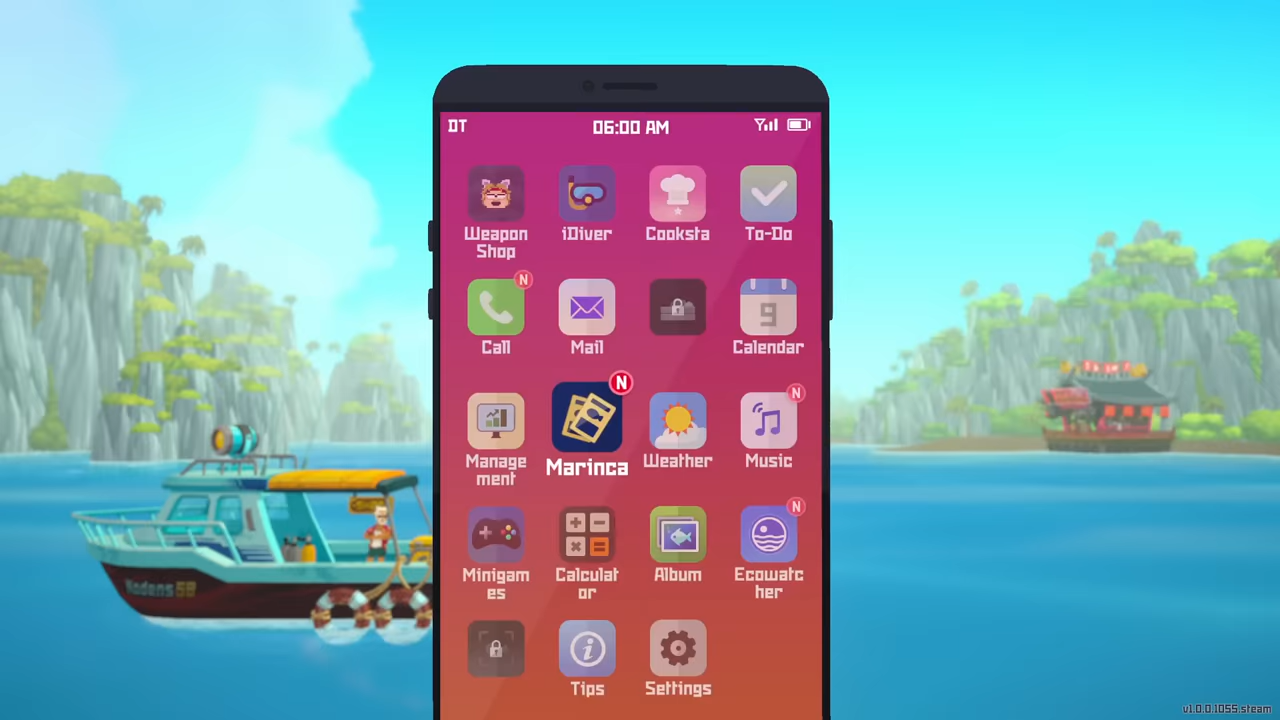 DT
06:00 AM
Weapon
Shop
iDiver
Cooksta
To-Do
N
Call
Mail
9
Calendar
Manage
ment
N
Marinca
Weather
N
Music
Minigam
es
Calculat
or
Album
N
Ecowatc
her
Tips
Settings
v1.0.0.1055.steam